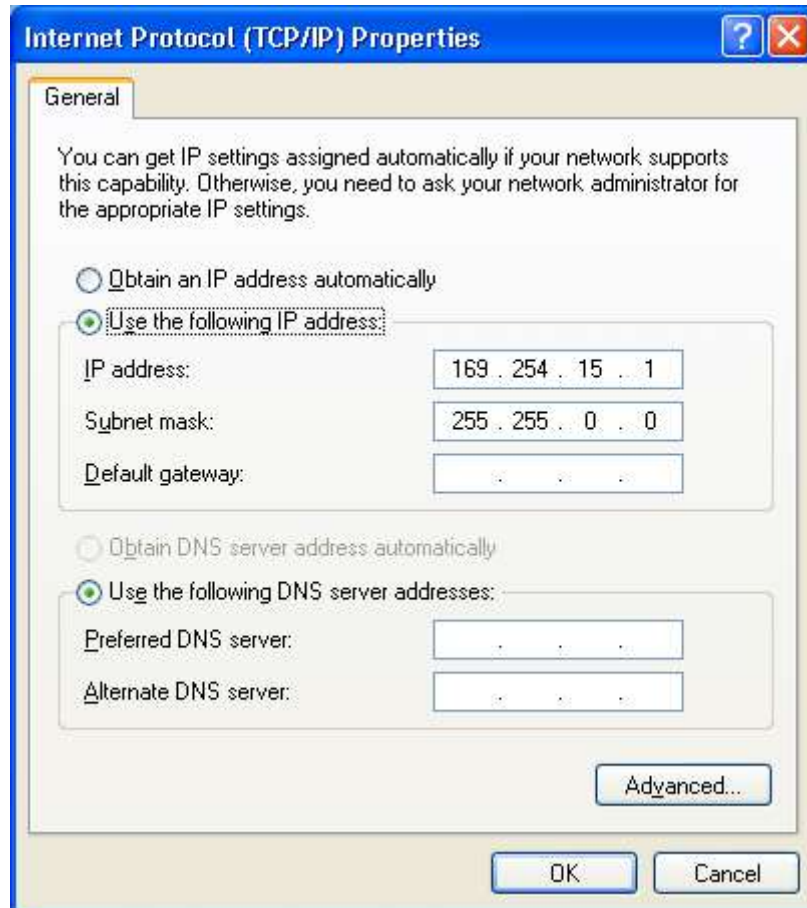 Internet Protocol (TCP/IP) Properties
General
You can get IP settings assigned automatically if your network supports
this capability. Otherwise, you need to ask your network administrator for
the appropriate IP settings.
Obtain an IP address automatically
Use the following IP address:
IP address: 169 . 254 . 15 . 1
Subnet mask: 255 . 255 . 0 . 0
Default gateway: . . .
Obtain DNS server address automatically
Use the following DNS server addresses:
Preferred DNS server: . . .
Alternate DNS server: . . .
Advanced...
OK Cancel